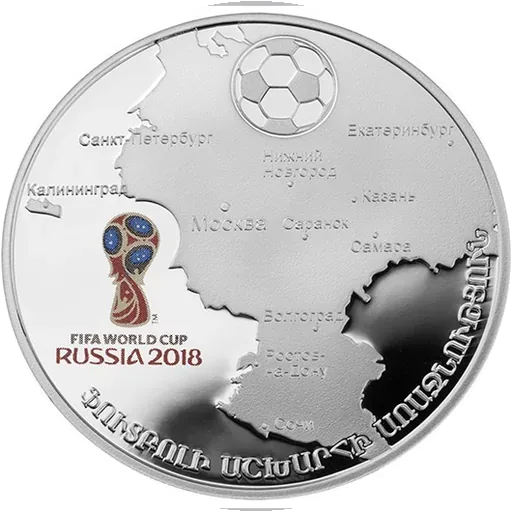 Санкт-Петербург
Екатеринбург
Нижний
Новгород
Калининград
Казань
Москва
Саранск
Самара
Волгоград
Ростов-
на-Дону
Сочи
TM
FIFA WORLD CUP
RUSSIA 2018
ՖՈՒՏԲՈԼԻ ԱՇԽԱՐՀԻ ԱՌԱՋՆՈՒԹՅՈՒՆ